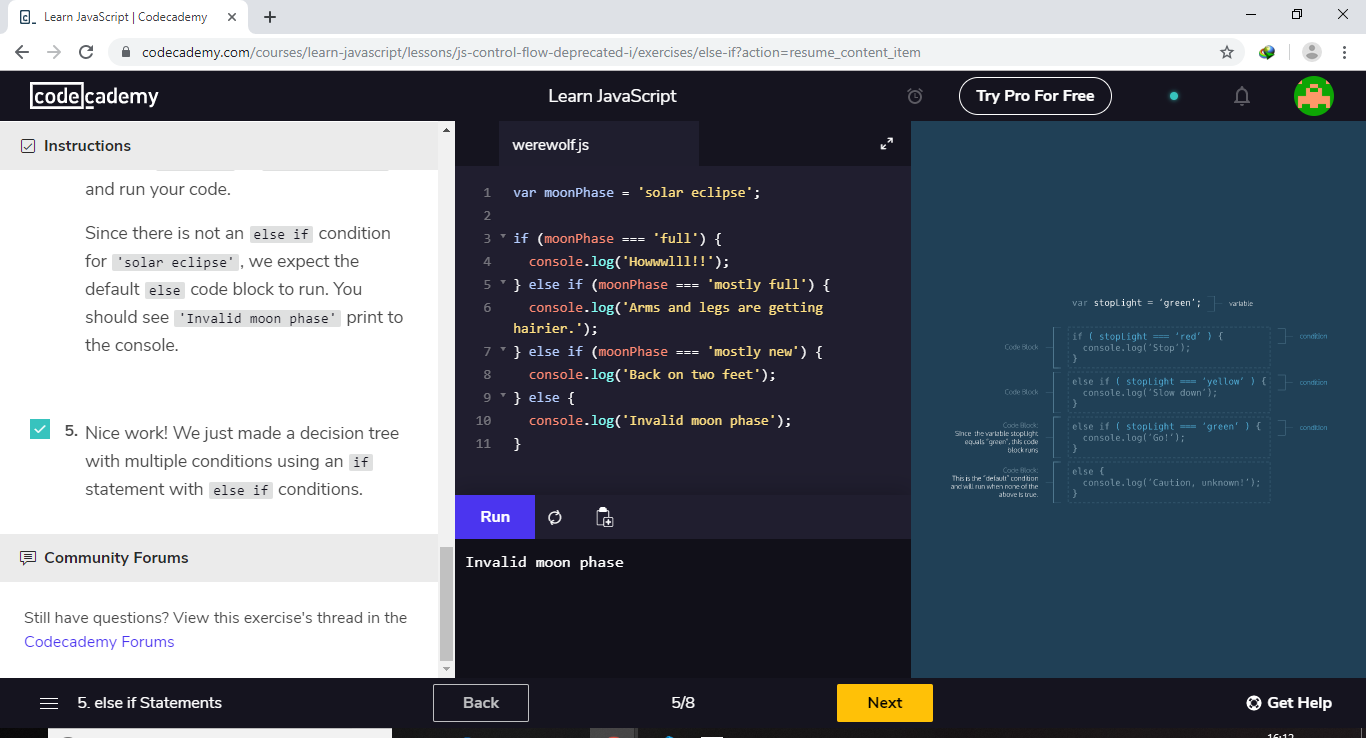 Learn JavaScript | Codecademy
codecademy.com/courses/learn-javascript/lessons/js-control-flow-deprecated-i/exercises/else-if?action=resume_content_item
codecademy
Learn JavaScript
Try Pro For Free
Instructions
and run your code.
Since there is not an else if condition
for 'solar eclipse', we expect the
default else code block to run. You
should see 'Invalid moon phase' print to
the console.
5. Nice work! We just made a decision tree
with multiple conditions using an if
statement with else if conditions.
Community Forums
Still have questions? View this exercise's thread in the
Codecademy Forums
werewolf.js
1 var moonPhase = 'solar eclipse';
2
3 if (moonPhase === 'full') {
4 console.log('Howwwlll!!');
5 } else if (moonPhase === 'mostly full') {
6 console.log('Arms and legs are getting
hairier.');
7 } else if (moonPhase === 'mostly new') {
8 console.log('Back on two feet');
9 } else {
10 console.log('Invalid moon phase');
11 }
Run
Invalid moon phase
var stopLight = 'green'; variable
if ( stopLight === 'red' ) { condition
Code Block console.log('Stop');
}
else if ( stopLight === 'yellow' ) { condition
Code Block console.log('Slow down');
}
else if ( stopLight === 'green' ) { condition
console.log('Go!');
}
Code Block:
Since the variable stoplight
equals "green", this code
block runs
else {
console.log('Caution, unknown!');
}
Code Block:
This is the "default" condition
and will run when none of the
above is true.
5. else if Statements
Back
5/8
Next
Get Help